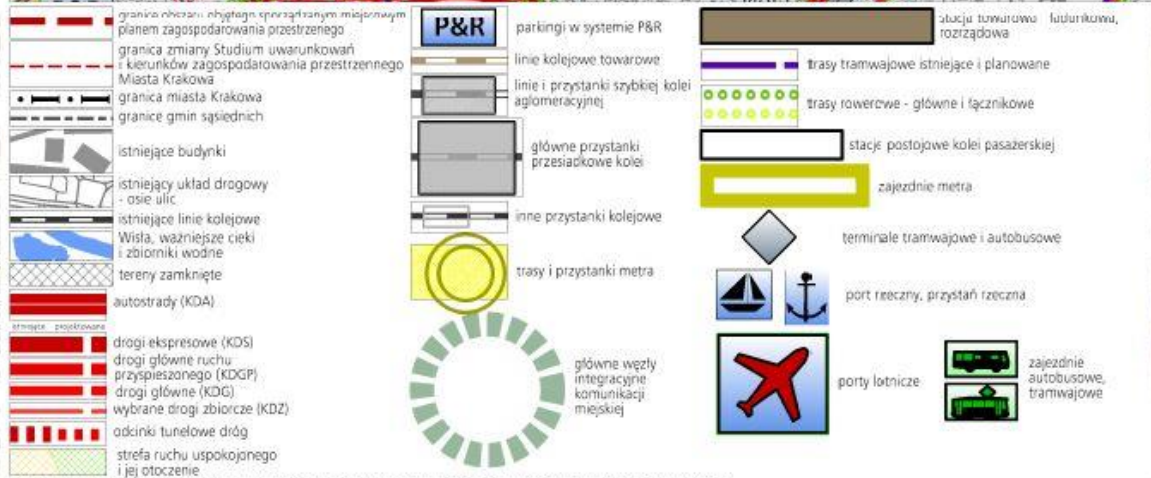 granica obszaru objętego sporządzanym miejscowym
planem zagospodarowania przestrzenego
granica zmiany Studium uwarunkowań
i kierunków zagospodarowania przestrzennego
Miasta Krakowa
granica miasta Krakowa
granice gmin sąsiednich
istniejące budynki
istniejący układ drogowy
- osie ulic
istniejące linie kolejowe
Wisła, ważniejsze cieki
i zbiorniki wodne
tereny zamknięte
autostrady (KDA)
istniejące projektowane
drogi ekspresowe (KDS)
drogi główne ruchu
przyspieszonego (KDGP)
drogi główne (KDG)
wybrane drogi zbiorcze (KDZ)
odcinki tunelowe dróg
strefa ruchu uspokojonego
i jej otoczenie
P&R
parkingi w systemie P&R
linie kolejowe towarowe
linie i przystanki szybkiej kolei
aglomeracyjnej
główne przystanki
przesiadkowe kolei
inne przystanki kolejowe
trasy i przystanki metra
główne węzły
integracyjne
komunikacji
miejskiej
stacja towarowa ładunkowa,
rozrządowa
trasy tramwajowe istniejące i planowane
trasy rowerowe - główne i łącznikowe
stacje postojowe kolei pasażerskiej
zajezdnie metra
terminale tramwajowe i autobusowe
port rzeczny, przystań rzeczna
porty lotnicze
zajezdnie
autobusowe,
tramwajowe